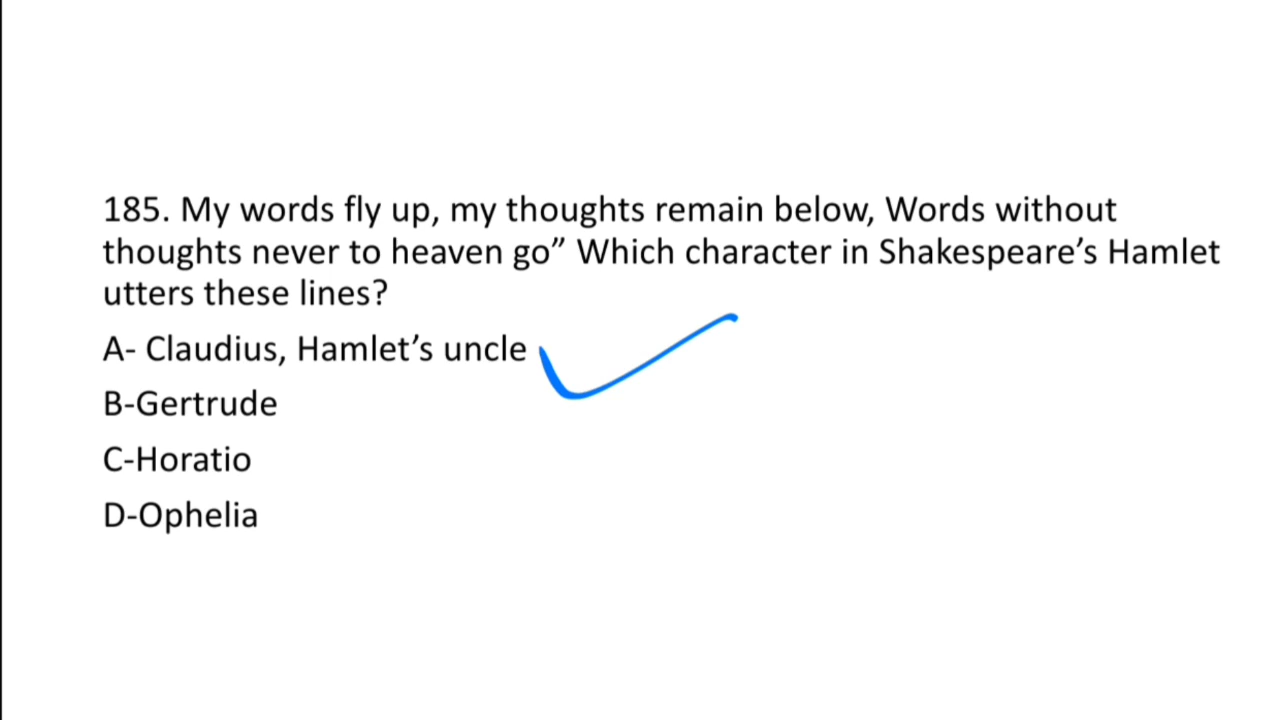 185. My words fly up, my thoughts remain below, Words without
thoughts never to heaven go” Which character in Shakespeare’s Hamlet
utters these lines?
A- Claudius, Hamlet’s uncle
B-Gertrude
C-Horatio
D-Ophelia